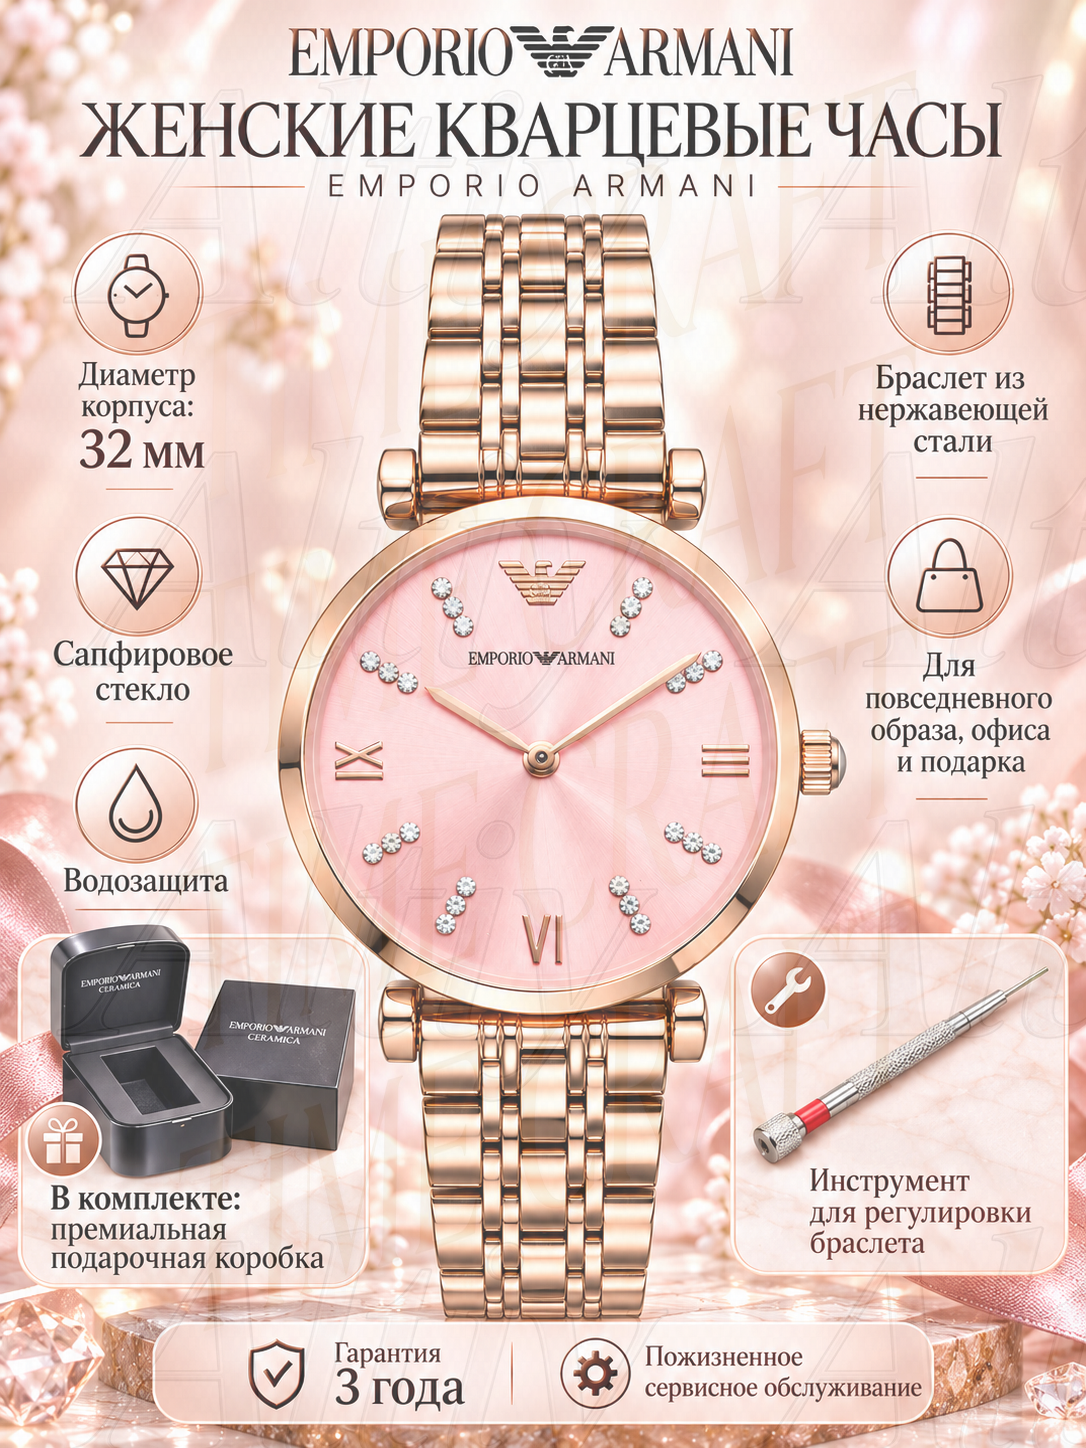 EMPORIO ARMANI
ЖЕНСКИЕ КВАРЦЕВЫЕ ЧАСЫ
EMPORIO ARMANI
Диаметр
корпуса:
32 мм
Сапфировое
стекло
Водозащита
Браслет из
нержавеющей
стали
Для
повседневного
образа, офиса
и подарка
EMPORIO ARMANI
IX
III
VI
EMPORIO ARMANI
CERAMICA
EMPORIO ARMANI
CERAMICA
В комплекте:
премиальная
подарочная коробка
Инструмент
для регулировки
браслета
Гарантия
3 года
Пожизненное
сервисное обслуживание